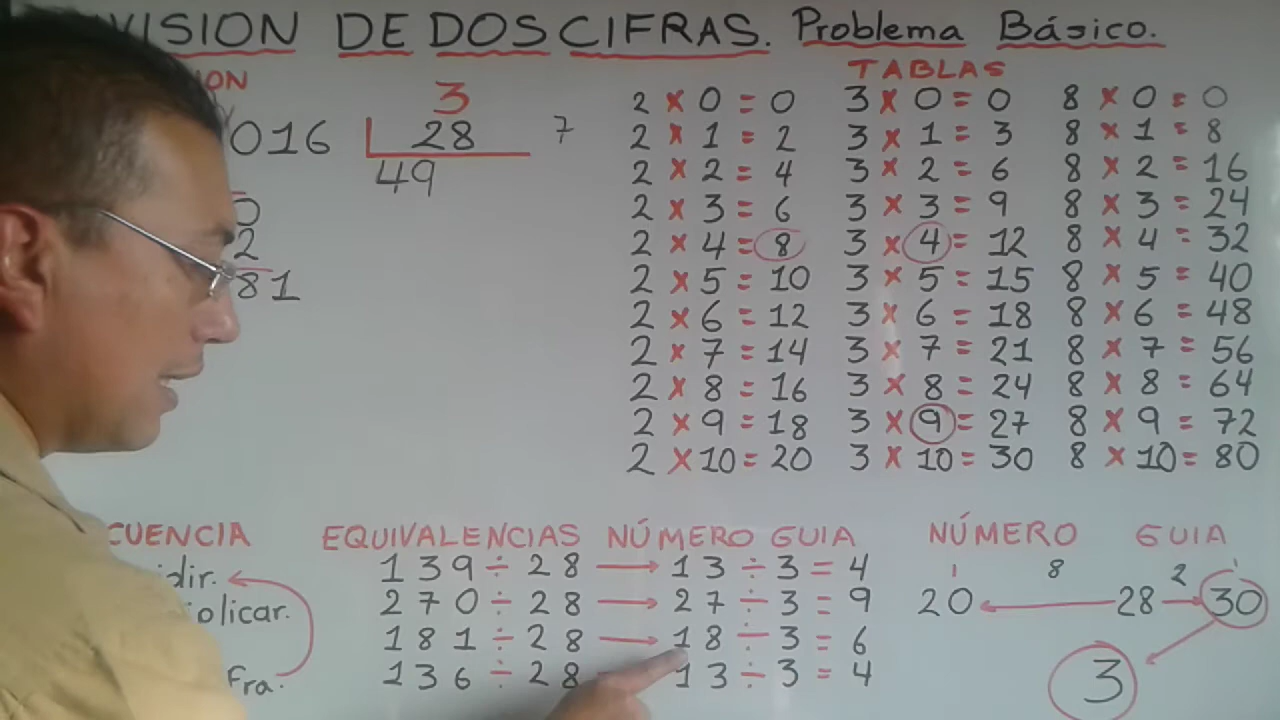 VISION DE DOS CIFRAS. Problema Básico.
ON
016 28
3
49
7
0
2
81
TABLAS
2 x 0 = 0
2 x 1 = 2
2 x 2 = 4
2 x 3 = 6
2 x 4 = 8
2 x 5 = 10
2 x 6 = 12
2 x 7 = 14
2 x 8 = 16
2 x 9 = 18
2 x 10 = 20
3 x 0 = 0
3 x 1 = 3
3 x 2 = 6
3 x 3 = 9
3 x 4 = 12
3 x 5 = 15
3 x 6 = 18
3 x 7 = 21
3 x 8 = 24
3 x 9 = 27
3 x 10 = 30
8 x 0 = 0
8 x 1 = 8
8 x 2 = 16
8 x 3 = 24
8 x 4 = 32
8 x 5 = 40
8 x 6 = 48
8 x 7 = 56
8 x 8 = 64
8 x 9 = 72
8 x 10 = 80
CUENCIA
dir.
plicar.
fra.
EQUIVALENCIAS NÚMERO GUIA
139 ÷ 28 → 13 ÷ 3 = 4
270 ÷ 28 → 27 ÷ 3 = 9
181 ÷ 28 → 18 ÷ 3 = 6
136 ÷ 28 13 ÷ 3 = 4
NÚMERO GUIA
8 2
20 ← 28 → 30
3